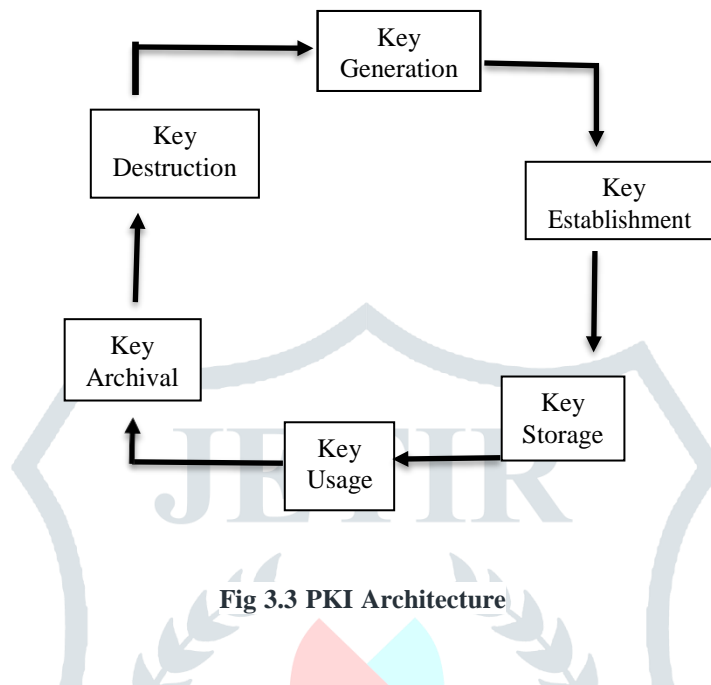 Key
Generation
Key
Establishment
Key
Storage
Key
Usage
Key
Archival
Key
Destruction
JETIR
Fig 3.3 PKI Architecture